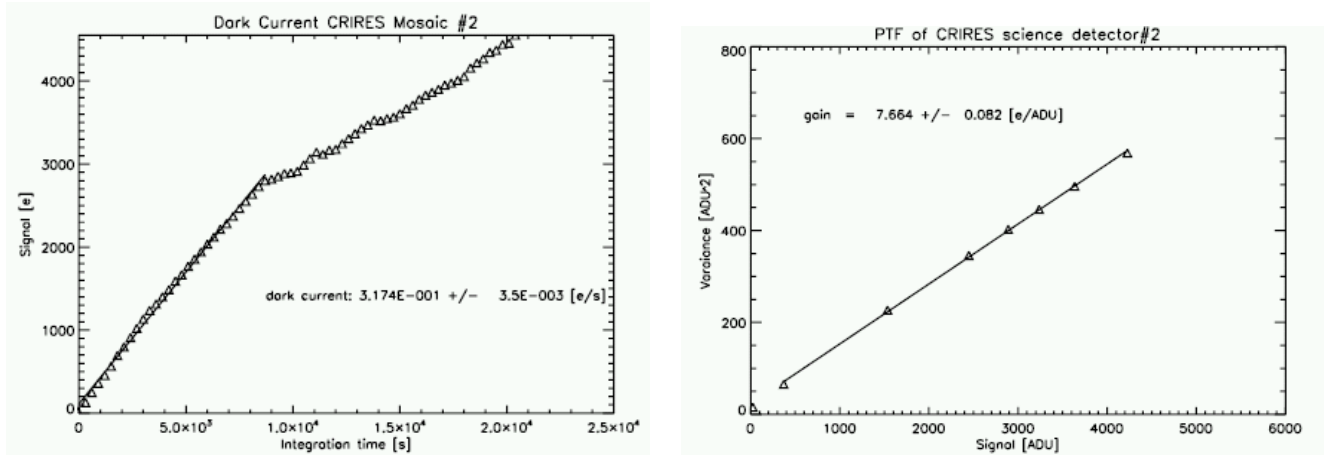 Dark Current CRIRES Mosaic #2
4000
3000
2000
1000
0
Signal [e]
dark current: 3.174E-001 +/- 3.5E-003 [e/s]
0 5.0×10³ 1.0×10⁴ 1.5×10⁴ 2.0×10⁴ 2.5×10⁴
Integration time [s]
PTF of CRIRES science detector#2
800
600
400
200
0
Varaiance [ADU^2]
gain = 7.664 +/- 0.082 [e/ADU]
0 1000 2000 3000 4000 5000 6000
Signal [ADU]